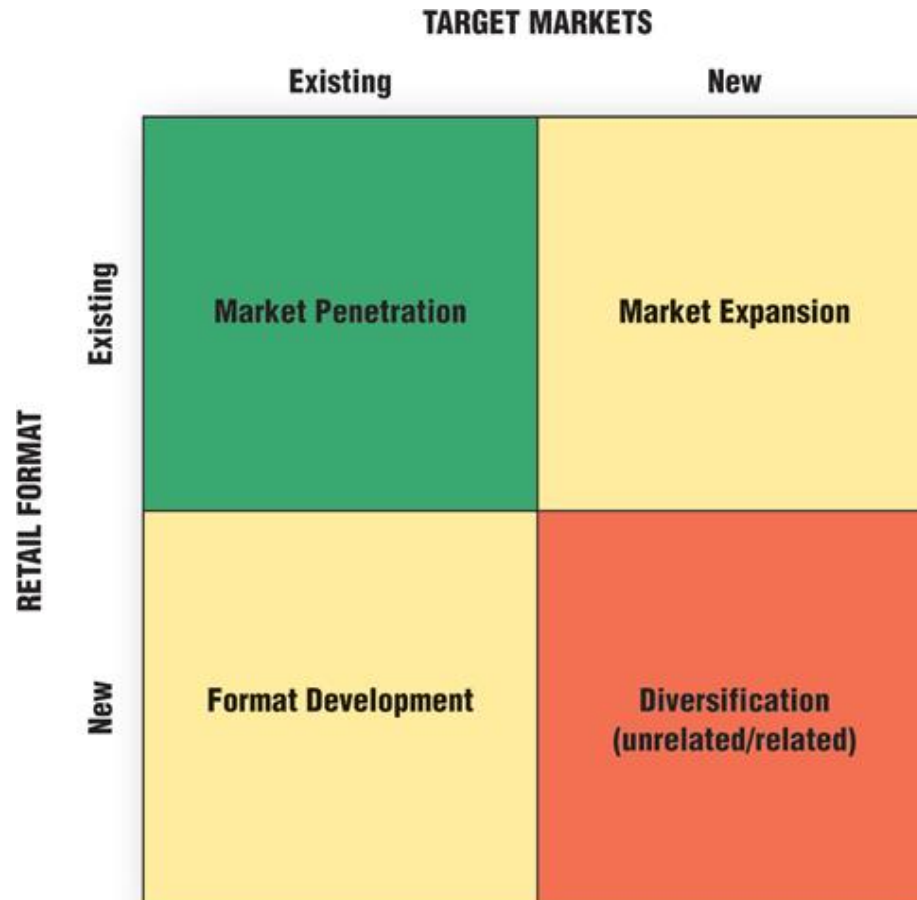 TARGET MARKETS
Existing
New
RETAIL FORMAT
Existing
Market Penetration
Market Expansion
New
Format Development
Diversification
(unrelated/related)